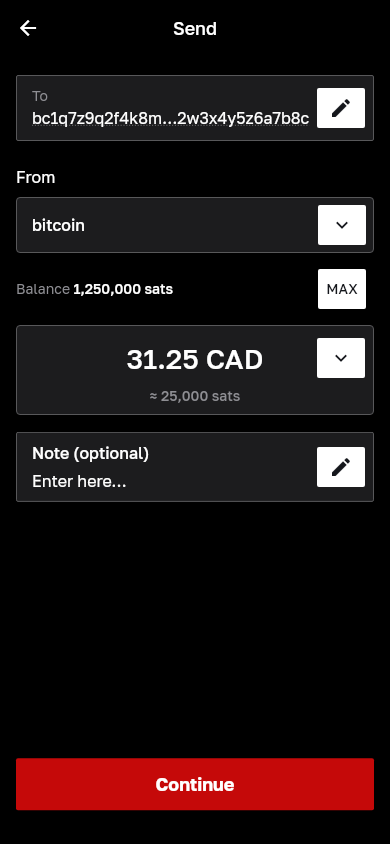 Send
To
bc1q7z9q2f4k8m...2w3x4y5z6a7b8c
From
bitcoin
Balance 1,250,000 sats
MAX
31.25 CAD
≈ 25,000 sats
Note (optional)
Enter here...
Continue